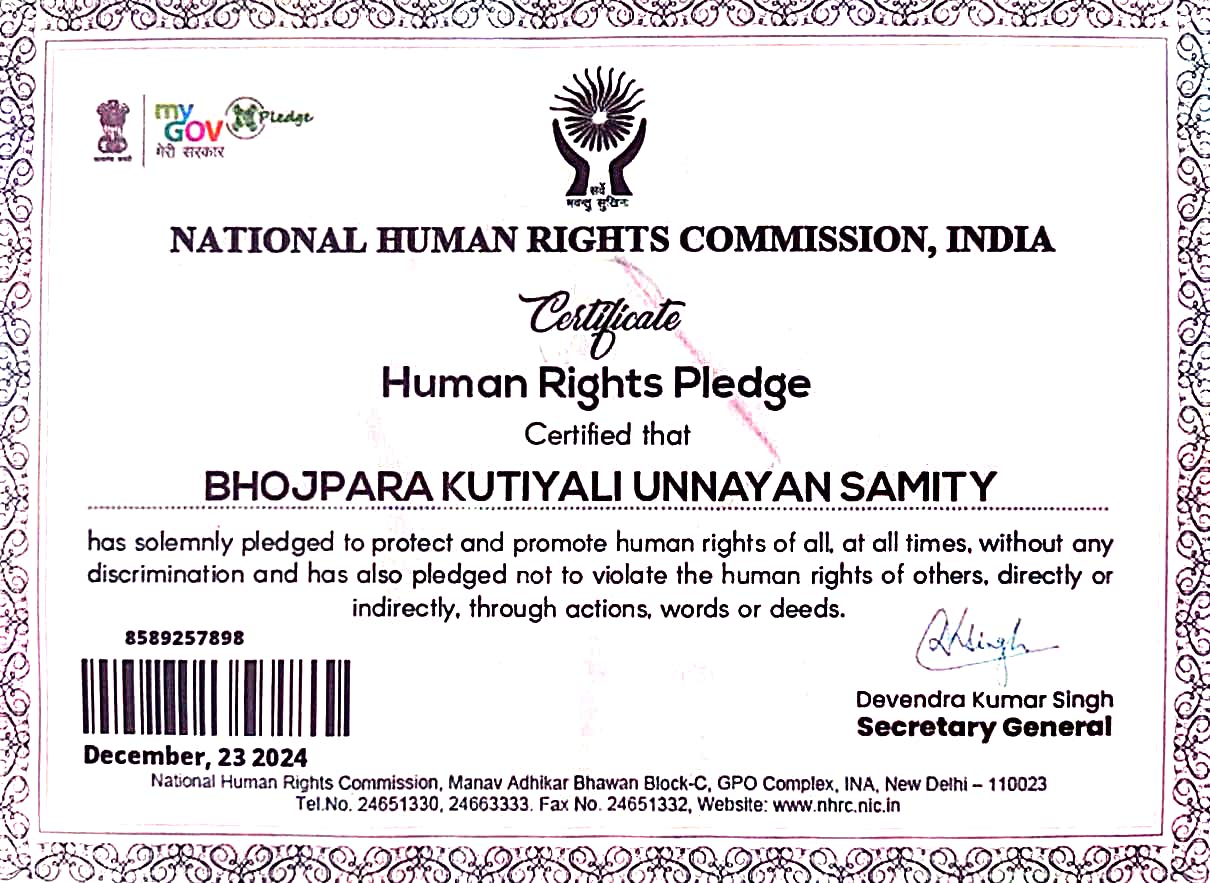 my
GOV Pledge
मेरी सरकार
सर्वे
भवन्तु सुखिनः
NATIONAL HUMAN RIGHTS COMMISSION, INDIA
Certificate
Human Rights Pledge
Certified that
BHOJPARA KUTIYALI UNNAYAN SAMITY
has solemnly pledged to protect and promote human rights of all, at all times, without any
discrimination and has also pledged not to violate the human rights of others, directly or
indirectly, through actions, words or deeds.
8589257898
Devendra Kumar Singh
Secretary General
December, 23 2024
National Human Rights Commission, Manav Adhikar Bhawan Block-C, GPO Complex, INA, New Delhi – 110023
Tel.No. 24651330, 24663333. Fax No. 24651332, Website: www.nhrc.nic.in